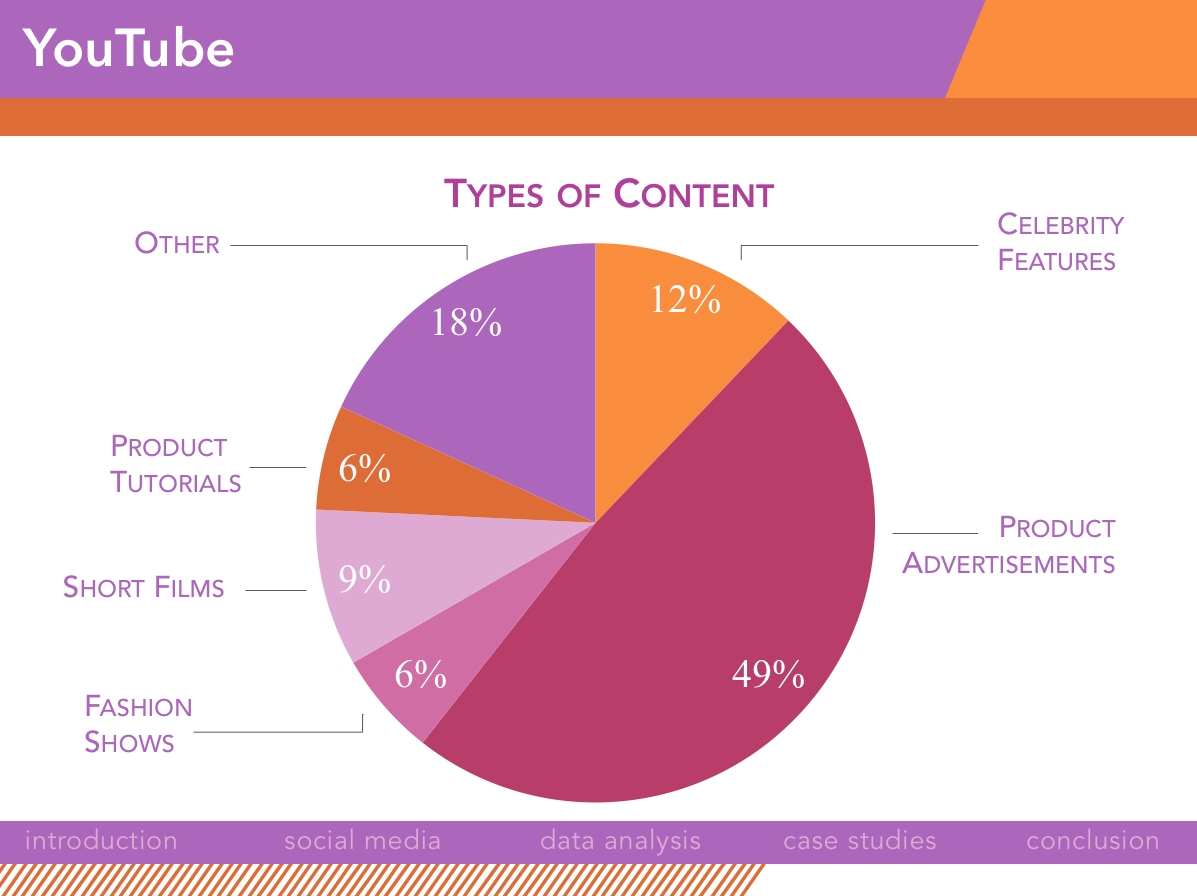 YouTube
TYPES OF CONTENT
OTHER
CELEBRITY
FEATURES
18%
12%
PRODUCT
TUTORIALS
6%
PRODUCT
ADVERTISEMENTS
SHORT FILMS
9%
6%
49%
FASHION
SHOWS
introduction social media data analysis case studies conclusion